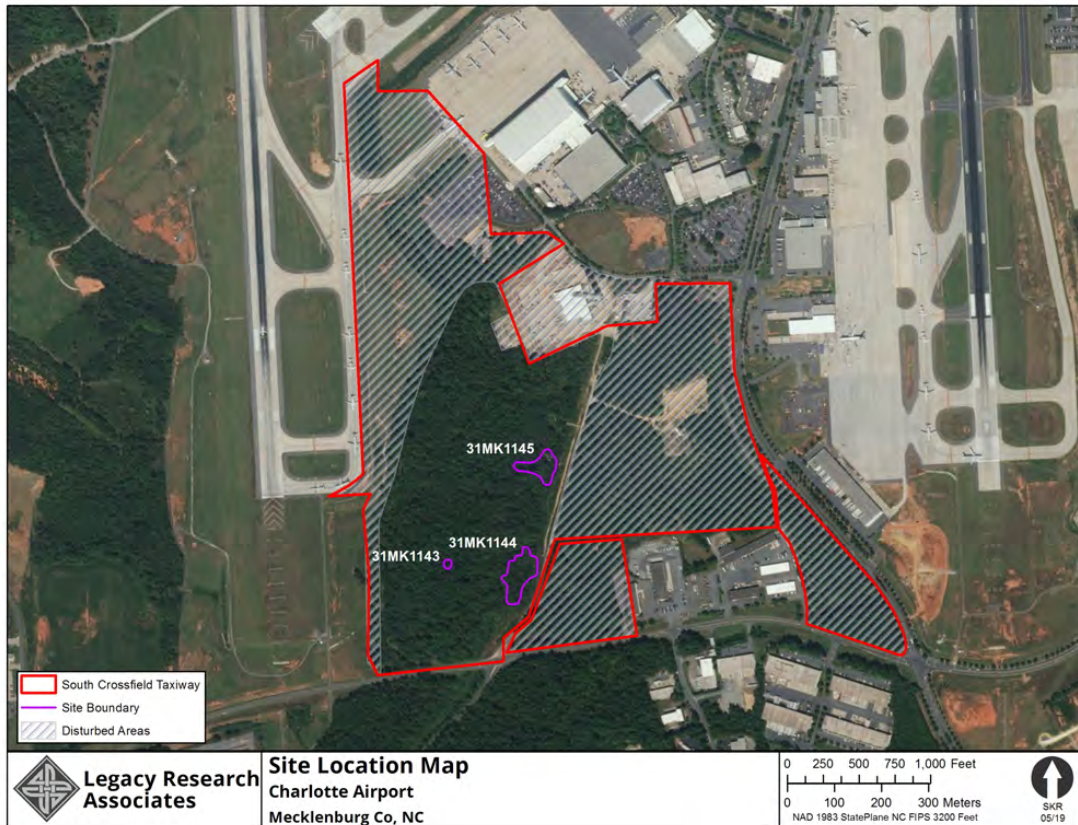 31MK1145
31MK1143
31MK1144
South Crossfield Taxiway
Site Boundary
Disturbed Areas
Legacy Research
Associates
Site Location Map
Charlotte Airport
Mecklenburg Co, NC
0 250 500 750 1,000 Feet
0 100 200 300 Meters
NAD 1983 StatePlane NC FIPS 3200 Feet
SKR
05/19